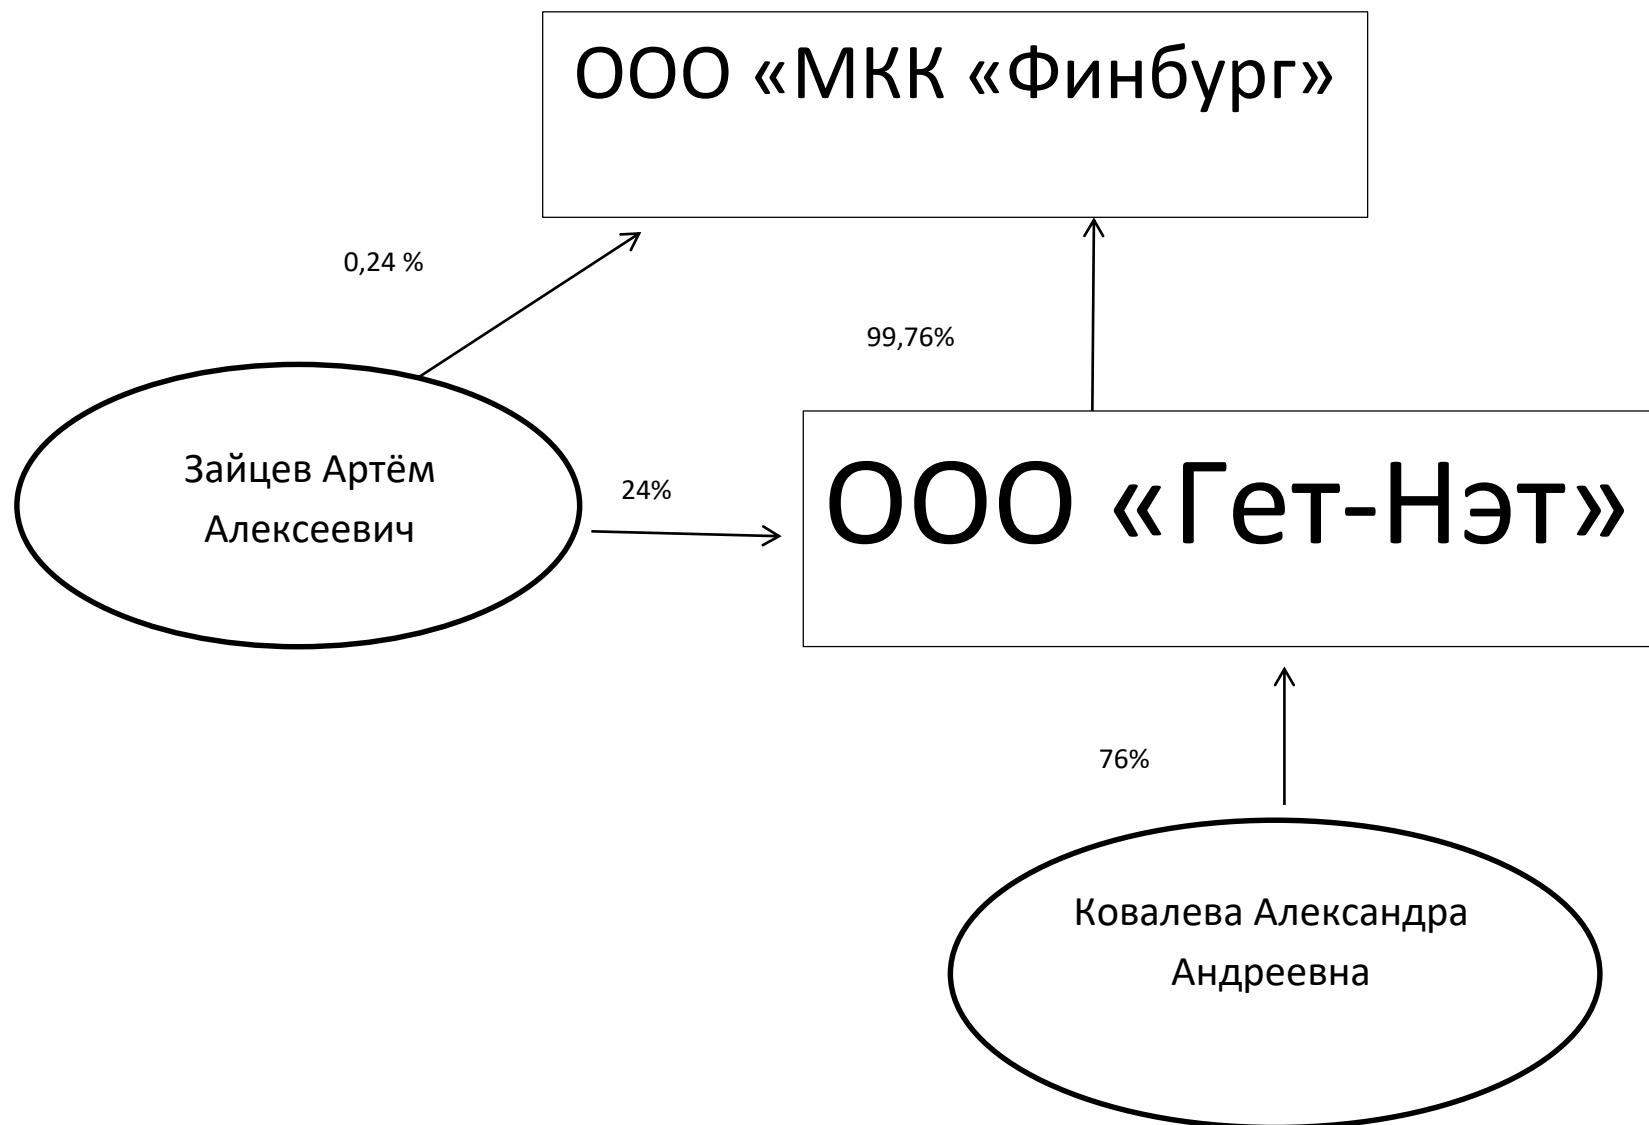 ООО «МКК «Финбург»
0,24 %
99,76%
Зайцев Артём
Алексеевич
24%
ООО «Гет-Нэт»
76%
Ковалева Александра
Андреевна